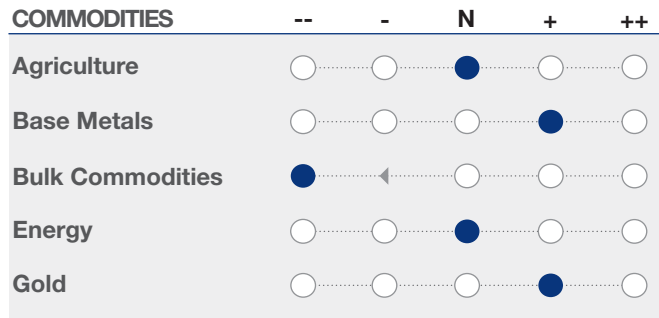 COMMODITIES -- - N + ++
Agriculture
Base Metals
Bulk Commodities
Energy
Gold